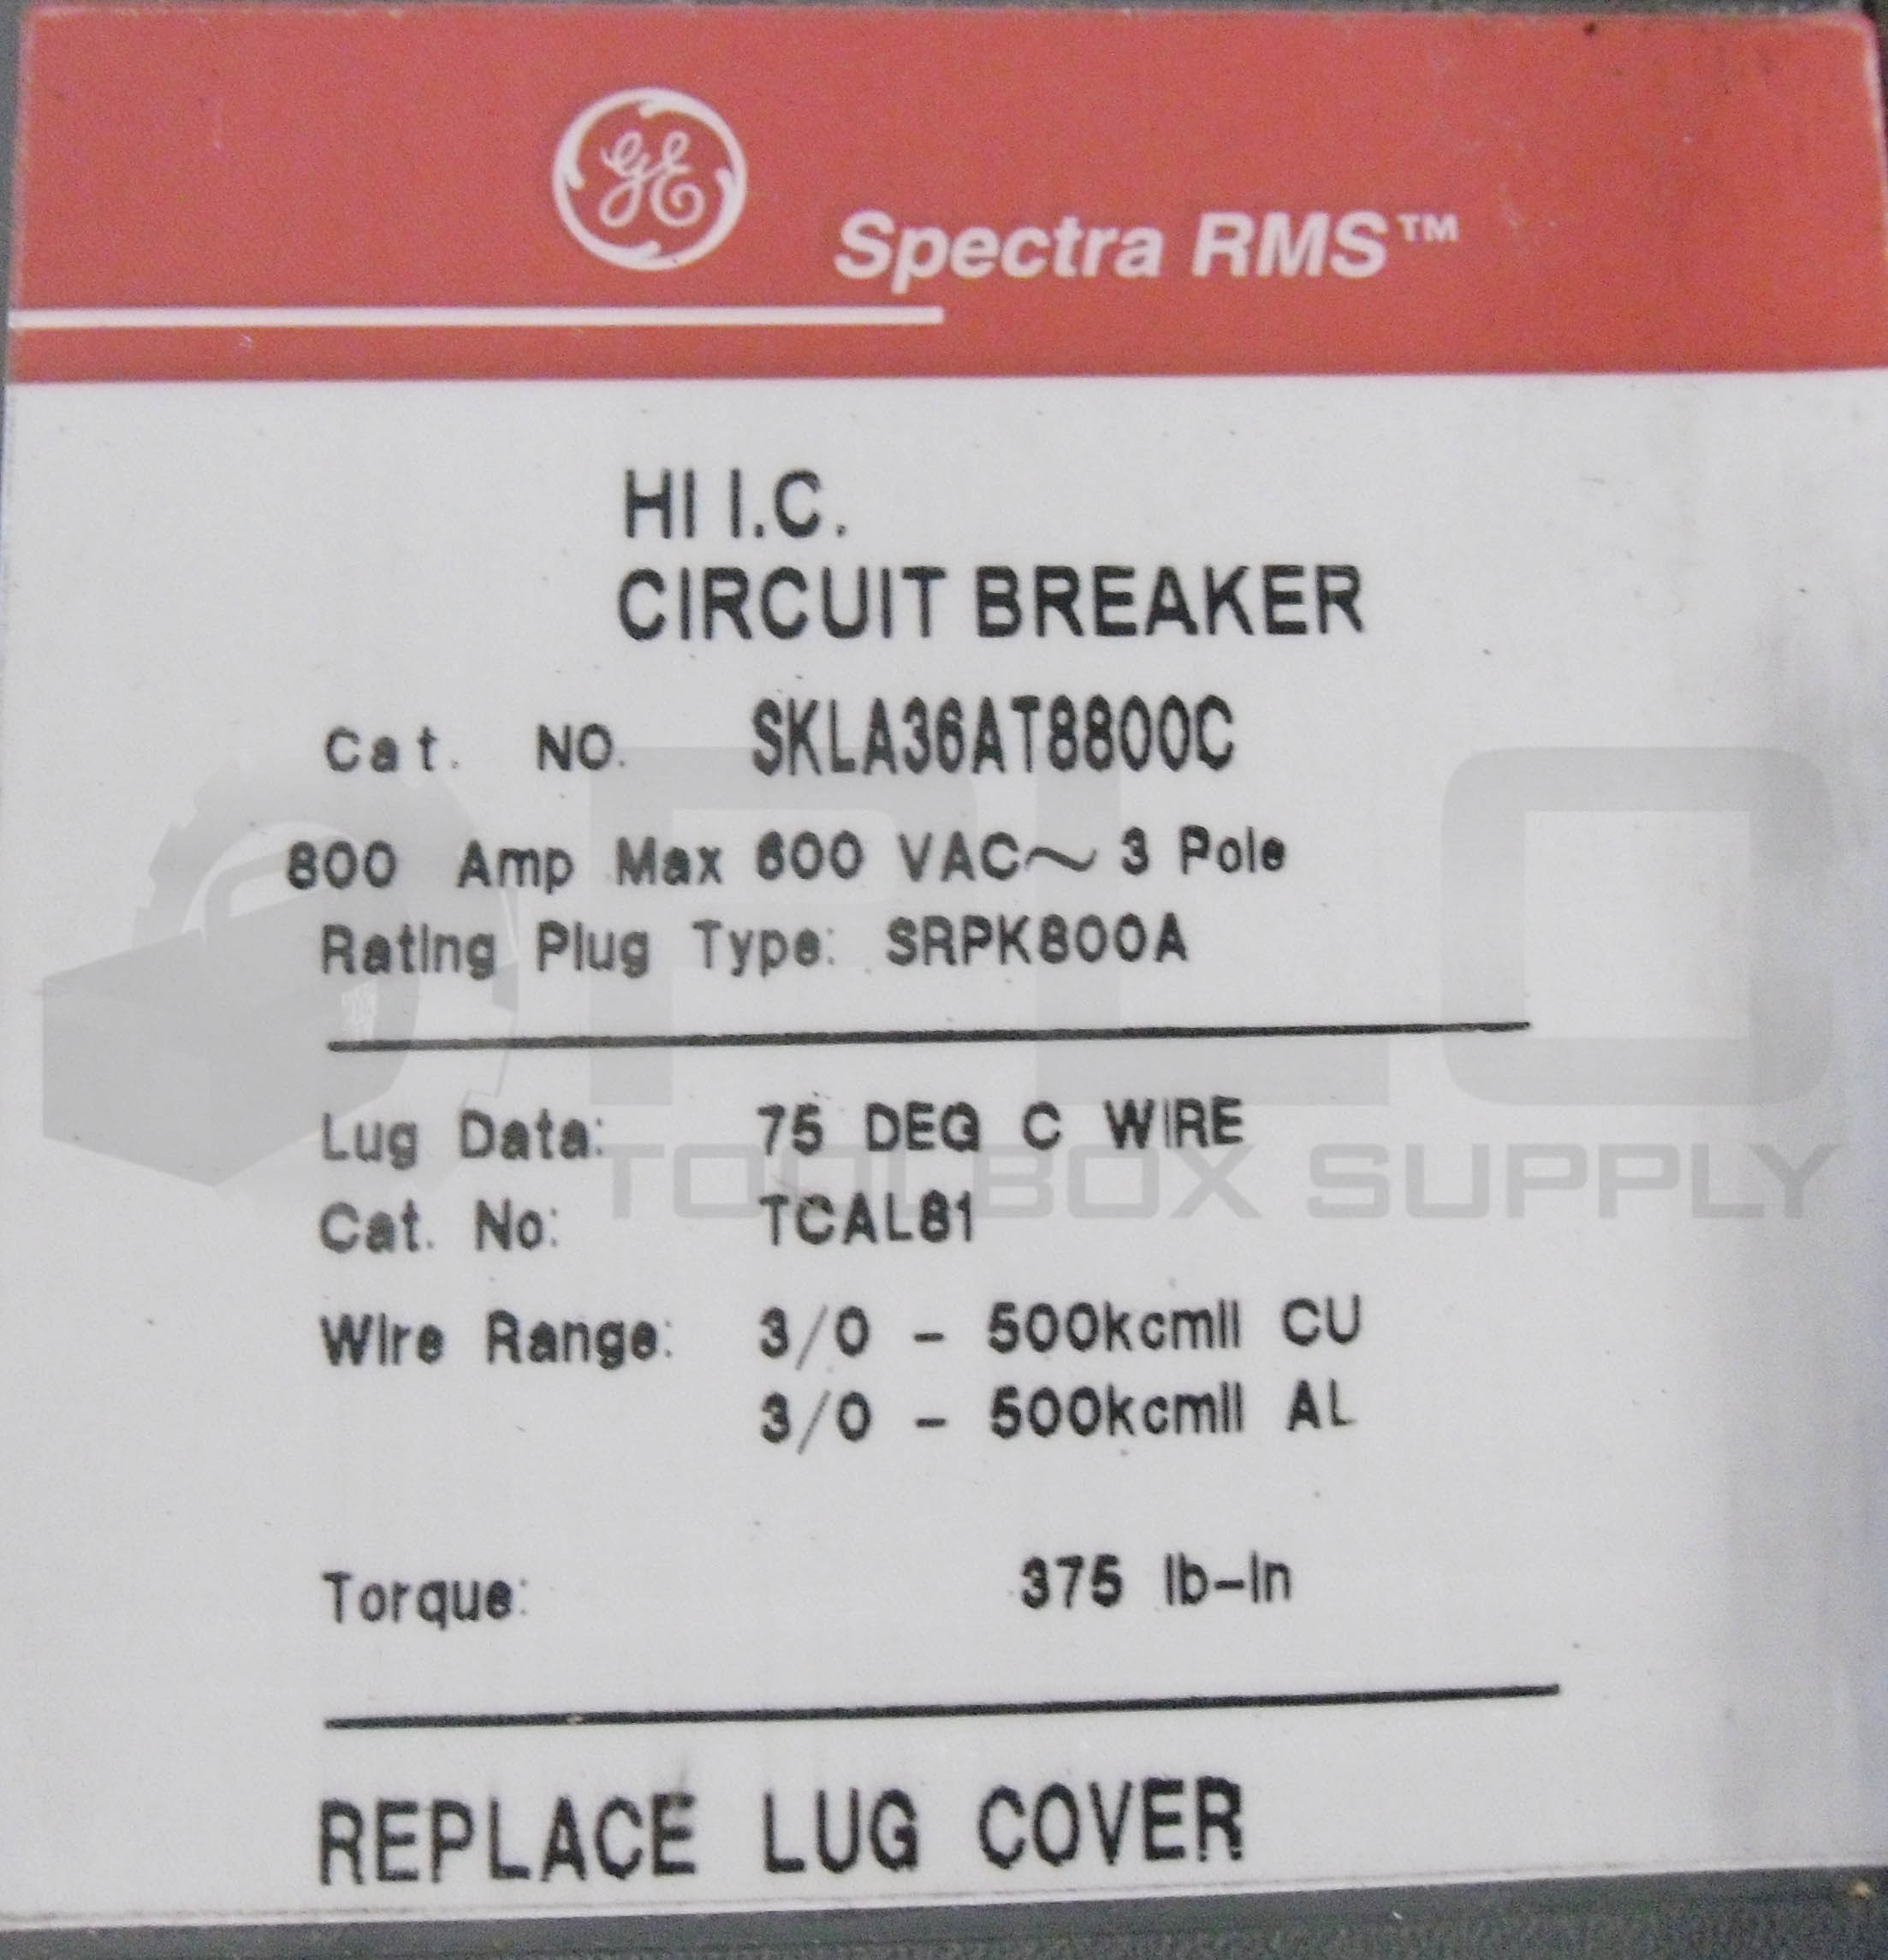 GE
Spectra RMS™
HI I.C.
CIRCUIT BREAKER
Cat. NO. SKLA36AT8800C
800 Amp Max 600 VAC~ 3 Pole
Rating Plug Type: SRPK800A
Lug Data: 75 DEG C WIRE
Cat. No: TCAL81
Wire Range: 3/0 - 500kcmil CU
3/0 - 500kcmil AL
Torque: 375 lb-in
REPLACE LUG COVER
PLC
TOOLBOX SUPPLY